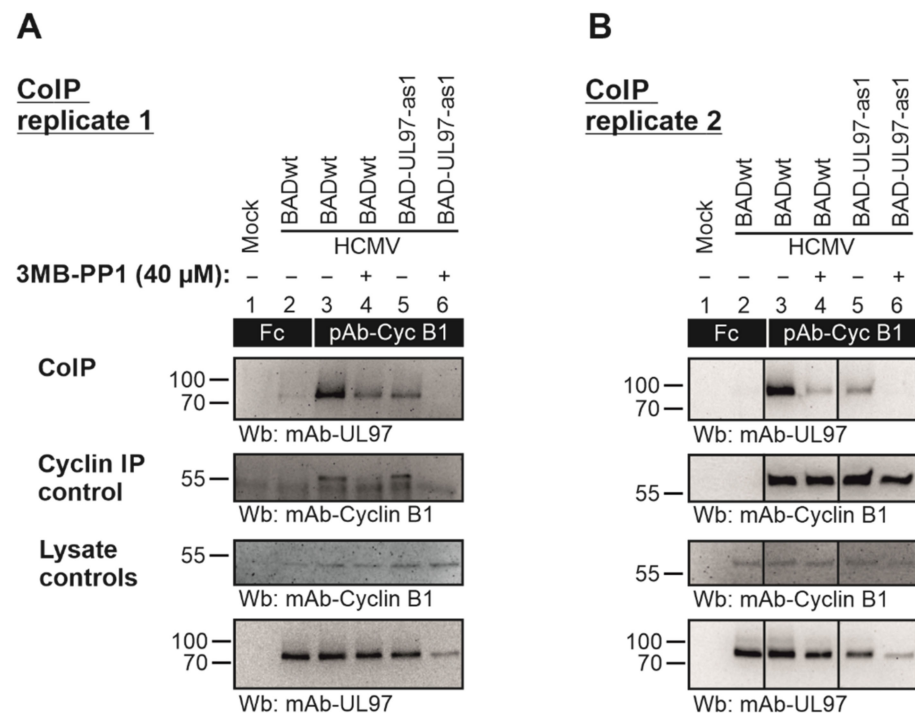 A
CoIP
replicate 1
Mock
BADwt
BADwt
BADwt
BAD-UL97-as1
BAD-UL97-as1
HCMV
3MB-PP1 (40 µM): – – + – +
1 2 3 4 5 6
Fc pAb-Cyc B1
CoIP
100
70
Wb: mAb-UL97
Cyclin IP
control
55
Wb: mAb-Cyclin B1
Lysate
controls
55
Wb: mAb-Cyclin B1
100
70
Wb: mAb-UL97
B
CoIP
replicate 2
Mock
BADwt
BADwt
BADwt
BAD-UL97-as1
BAD-UL97-as1
HCMV
– – + – +
1 2 3 4 5 6
Fc pAb-Cyc B1
100
70
Wb: mAb-UL97
55
Wb: mAb-Cyclin B1
55
Wb: mAb-Cyclin B1
100
70
Wb: mAb-UL97